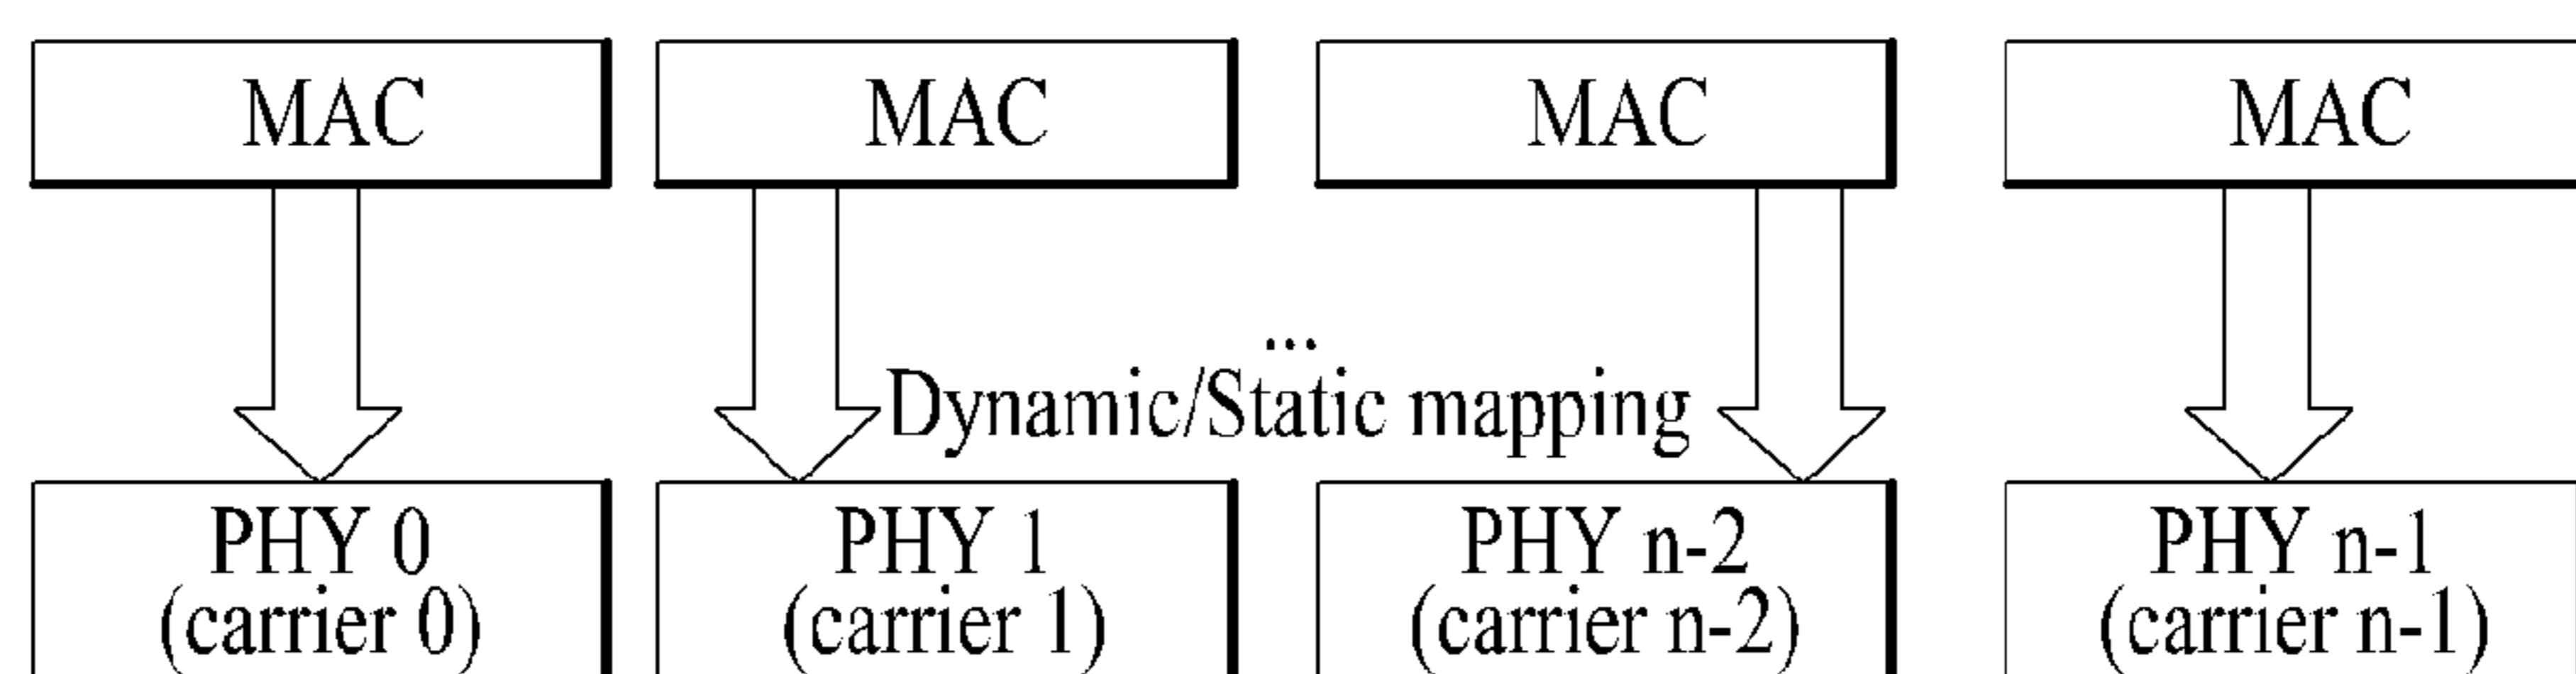 MAC MAC MAC MAC
...
Dynamic/Static mapping
PHY 0 PHY 1 PHY n-2 PHY n-1
(carrier 0) (carrier 1) (carrier n-2) (carrier n-1)